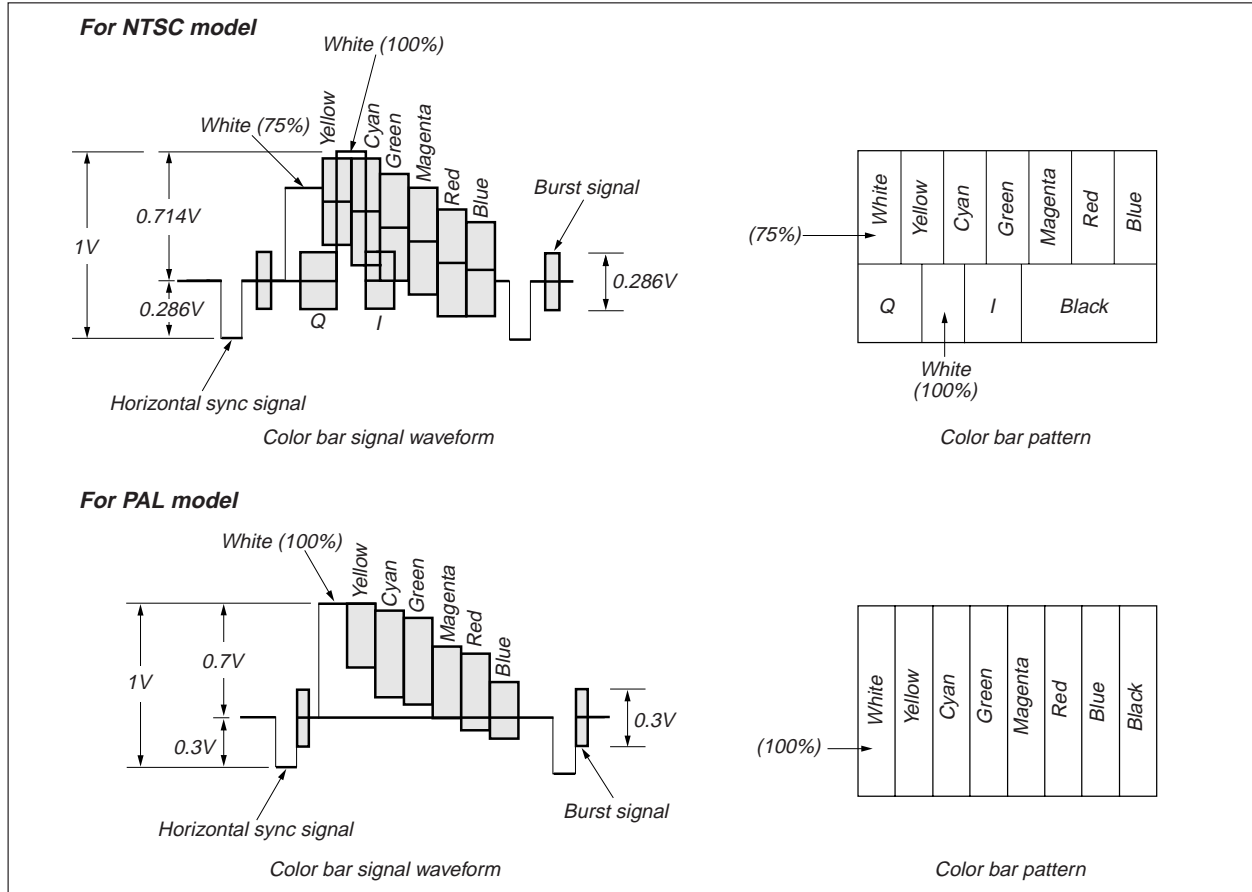 For NTSC model
White (100%)
White (75%)
Yellow
Cyan
Green
Magenta
Red
Blue
Burst signal
0.714V
1V
0.286V
0.286V
Q
I
Horizontal sync signal
Color bar signal waveform
White
Yellow
Cyan
Green
Magenta
Red
Blue
(75%)
Q
I
Black
White
(100%)
Color bar pattern
For PAL model
White (100%)
Yellow
Cyan
Green
Magenta
Red
Blue
0.7V
1V
0.3V
0.3V
Burst signal
Horizontal sync signal
Color bar signal waveform
White
Yellow
Cyan
Green
Magenta
Red
Blue
Black
(100%)
Color bar pattern